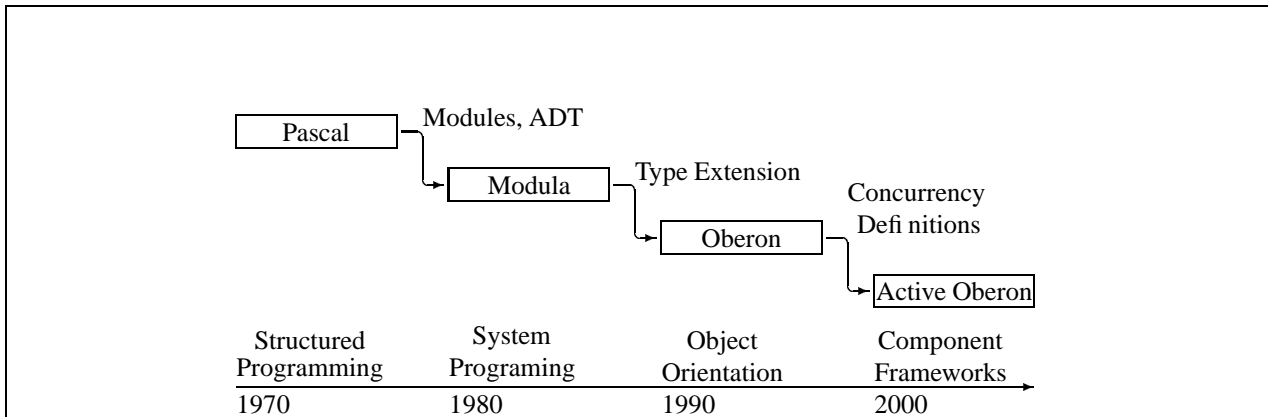 Pascal
Modules, ADT
Modula
Type Extension
Oberon
Concurrency
Defi nitions
Active Oberon
Structured
Programming
System
Programing
Object
Orientation
Component
Frameworks
1970
1980
1990
2000